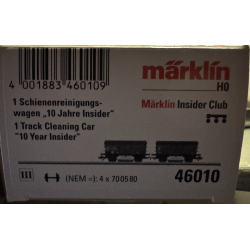 4 001883 460109
märklin
H0
1 Schienenreinigungs-
wagen „10 Jahre Insider"
Märklin Insider Club
1 Track Cleaning Car
"10 Year Insider"
III
(NEM =): 4 x 700580
46010